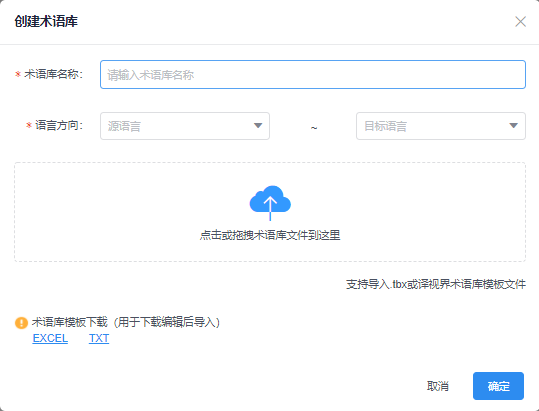 创建术语库
* 术语库名称: 请输入术语库名称
* 语言方向: 源语言 ~ 目标语言
点击或拖拽术语库文件到这里
支持导入.tbx或译视界术语库模板文件
术语库模板下载（用于下载编辑后导入）
EXCEL TXT
取消 确定